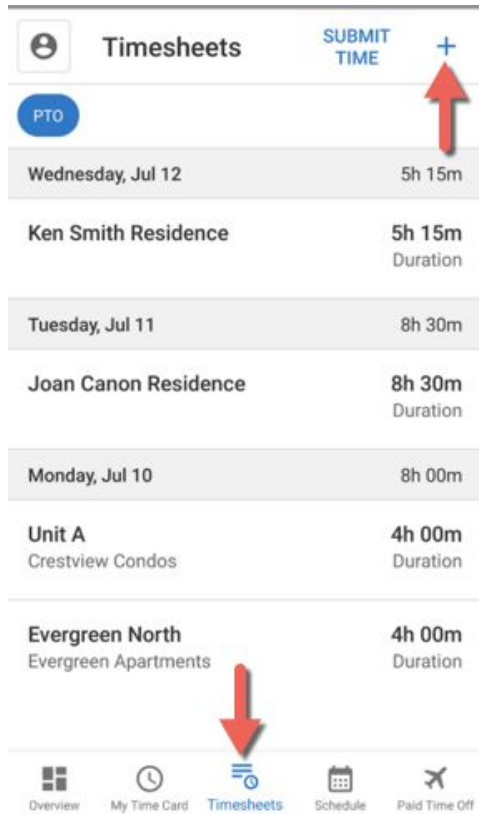 Timesheets
SUBMIT
TIME
+
PTO
Wednesday, Jul 12 5h 15m
Ken Smith Residence 5h 15m
Duration
Tuesday, Jul 11 8h 30m
Joan Canon Residence 8h 30m
Duration
Monday, Jul 10 8h 00m
Unit A 4h 00m
Crestview Condos Duration
Evergreen North 4h 00m
Evergreen Apartments Duration
Overview My Time Card Timesheets Schedule Paid Time Off